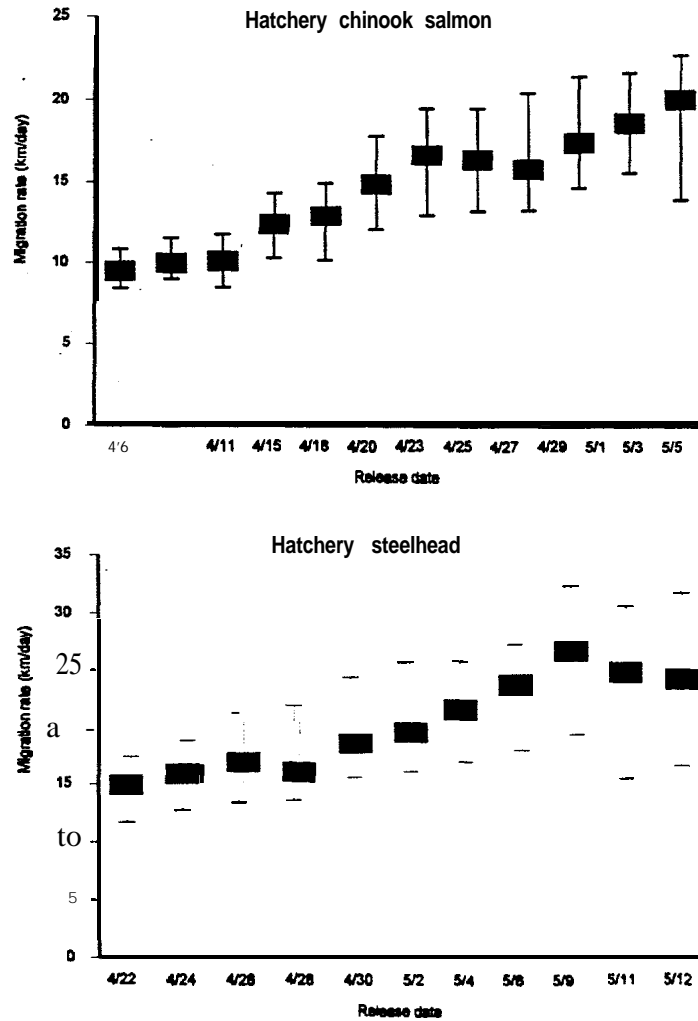 Hatchery chinook salmon
25
20
15
10
5
0
Migration rate (km/day)
4'6 4/11 4/15 4/18 4/20 4/23 4/25 4/27 4/29 5/1 5/3 5/5
Release date
Hatchery steelhead
35
30
25
a
15
to
5
0
Migration rate (km/day)
4/22 4/24 4/26 4/28 4/30 5/2 5/4 5/6 5/9 5/11 5/12
Release date